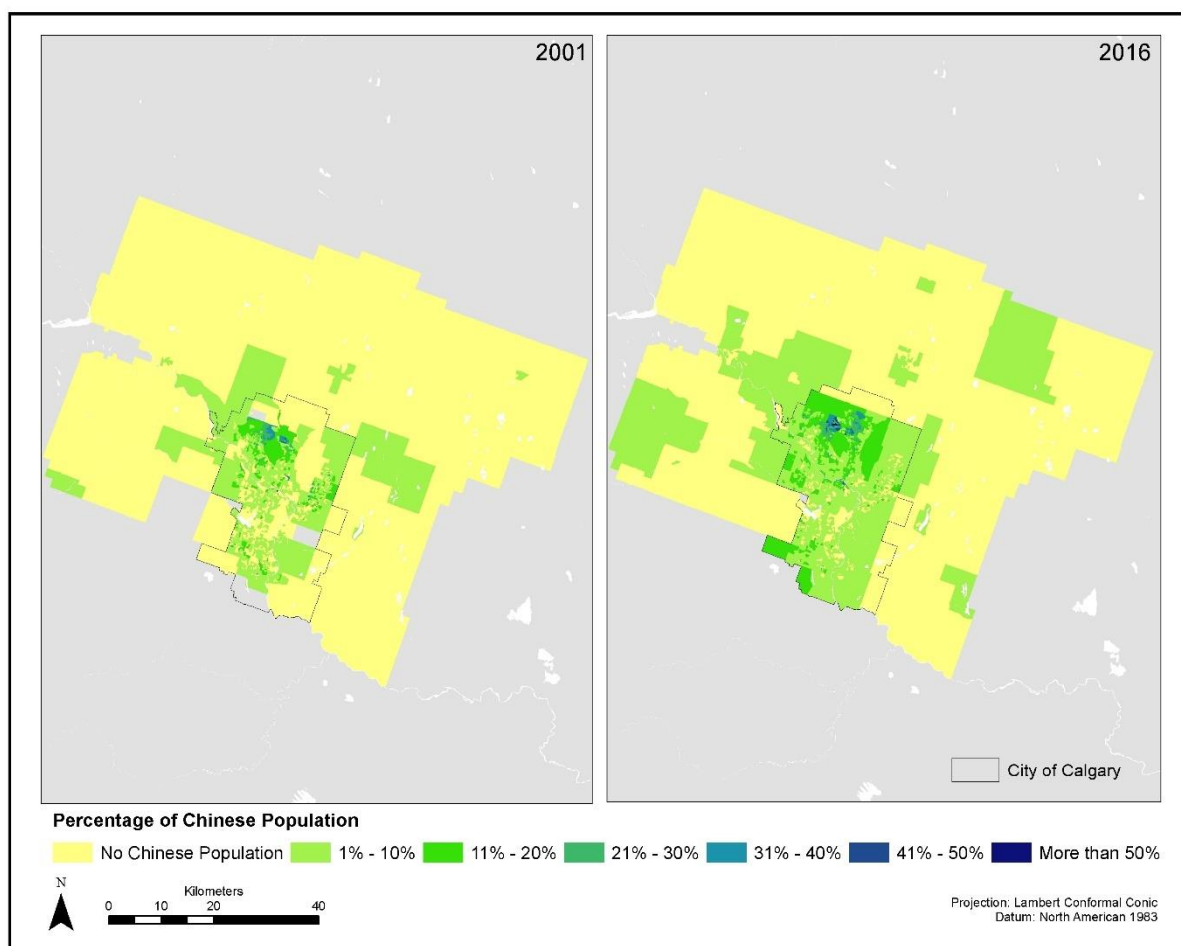 2001
2016
City of Calgary
Percentage of Chinese Population
No Chinese Population 1% - 10% 11% - 20% 21% - 30% 31% - 40% 41% - 50% More than 50%
N
Kilometers
0 10 20 40
Projection: Lambert Conformal Conic
Datum: North American 1983